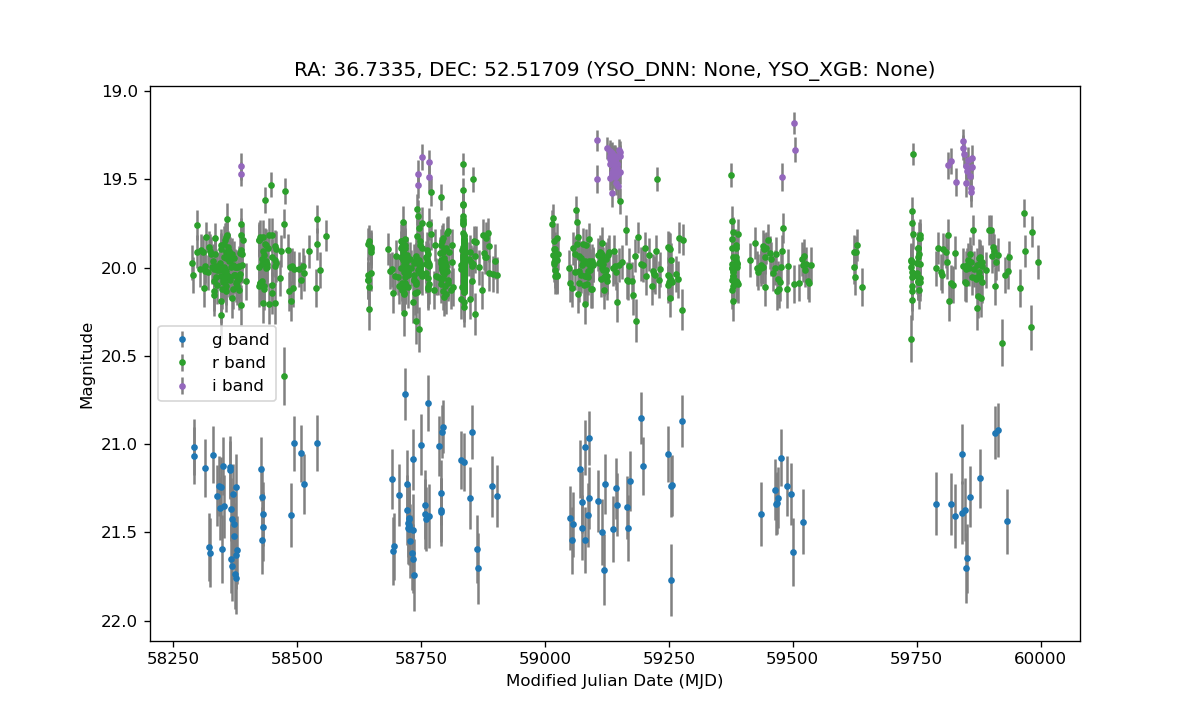 RA: 36.7335, DEC: 52.51709 (YSO_DNN: None, YSO_XGB: None)
19.0
19.5
20.0
20.5
21.0
21.5
22.0
Magnitude
g band
r band
i band
58250 58500 58750 59000 59250 59500 59750 60000
Modified Julian Date (MJD)